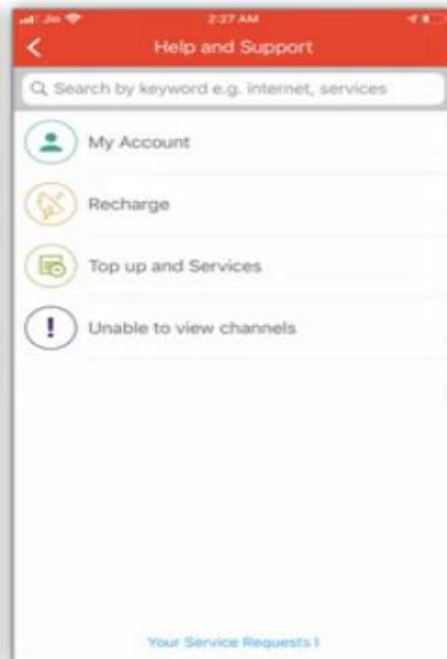 Jio
2:27 AM
Help and Support
Search by keyword e.g. internet, services
My Account
Recharge
Top up and Services
Unable to view channels
Your Service Requests